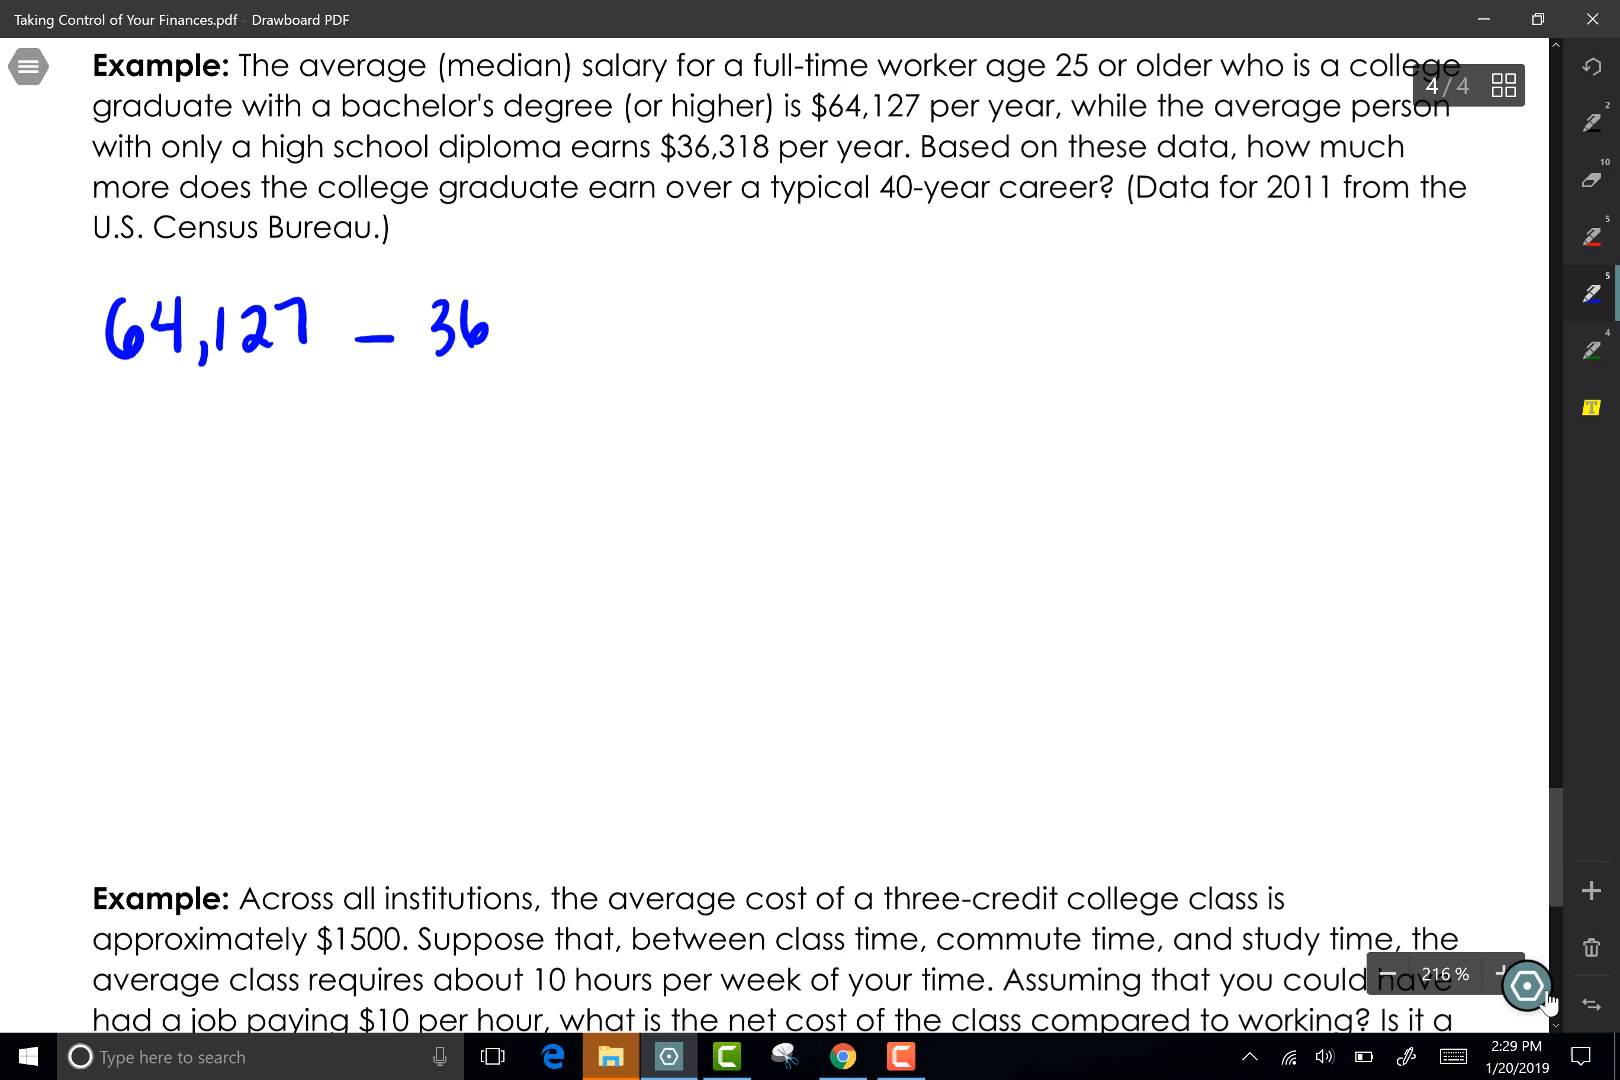 Taking Control of Your Finances.pdf - Drawboard PDF
Example: The average (median) salary for a full-time worker age 25 or older who is a college
4 / 4
graduate with a bachelor's degree (or higher) is $64,127 per year, while the average person
with only a high school diploma earns $36,318 per year. Based on these data, how much
more does the college graduate earn over a typical 40-year career? (Data for 2011 from the
U.S. Census Bureau.)
64,127 – 36
2
10
5
5
4
T
Example: Across all institutions, the average cost of a three-credit college class is
approximately $1500. Suppose that, between class time, commute time, and study time, the
average class requires about 10 hours per week of your time. Assuming that you could have
216 %
had a job paying $10 per hour, what is the net cost of the class compared to working? Is it a
Type here to search
2:29 PM
1/20/2019